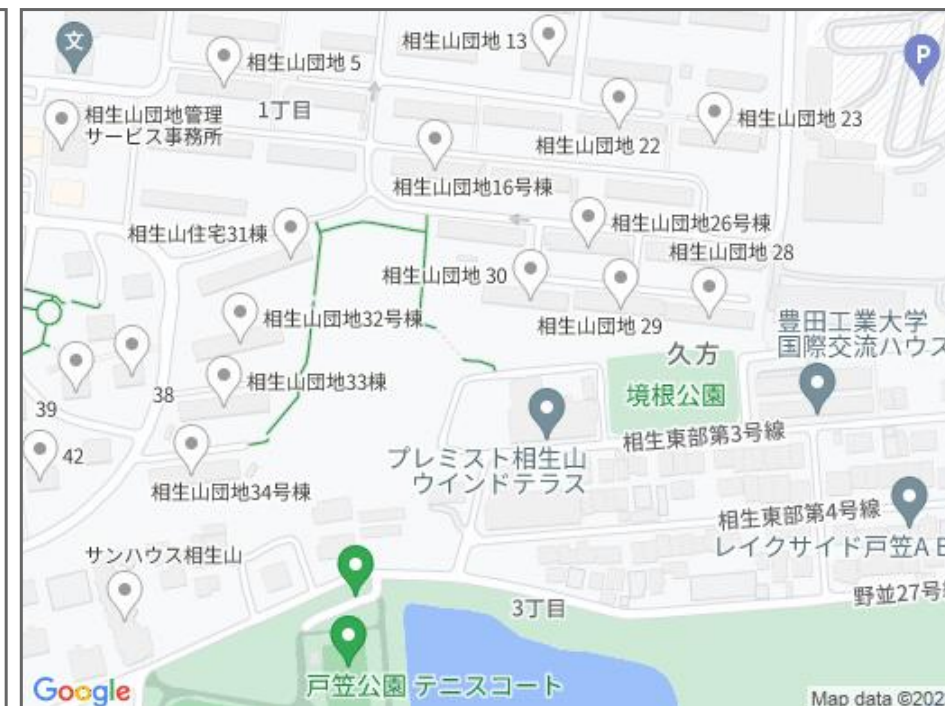 文
相生山団地 5
相生山団地 13
P
相生山団地管理
サービス事務所
1丁目
相生山団地 22
相生山団地 23
相生山団地16号棟
相生山住宅31棟
相生山団地26号棟
相生山団地 28
相生山団地 30
相生山団地32号棟
相生山団地 29
豊田工業大学
国際交流ハウス
久方
境根公園
相生山団地33棟
38
39
42
相生東部第3号線
プレミスト相生山
ウインドテラス
相生山団地34号棟
相生東部第4号線
レイクサイド戸笠A B
サンハウス相生山
3丁目
野並27号線
戸笠公園 テニスコート
Google
Map data ©202